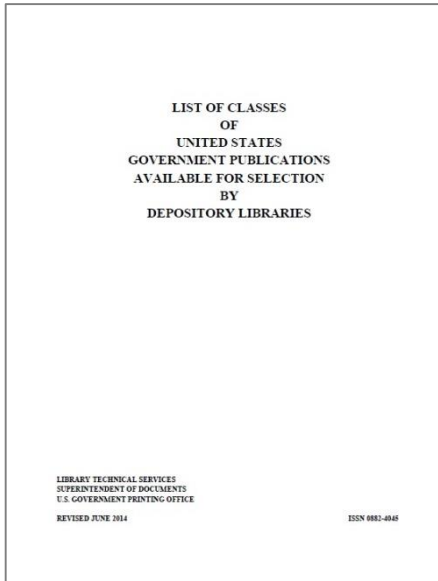 LIST OF CLASSES
OF
UNITED STATES
GOVERNMENT PUBLICATIONS
AVAILABLE FOR SELECTION
BY
DEPOSITORY LIBRARIES
LIBRARY TECHNICAL SERVICES
SUPERINTENDENT OF DOCUMENTS
U.S. GOVERNMENT PRINTING OFFICE
REVISED JUNE 2014 ISSN 0882-4045